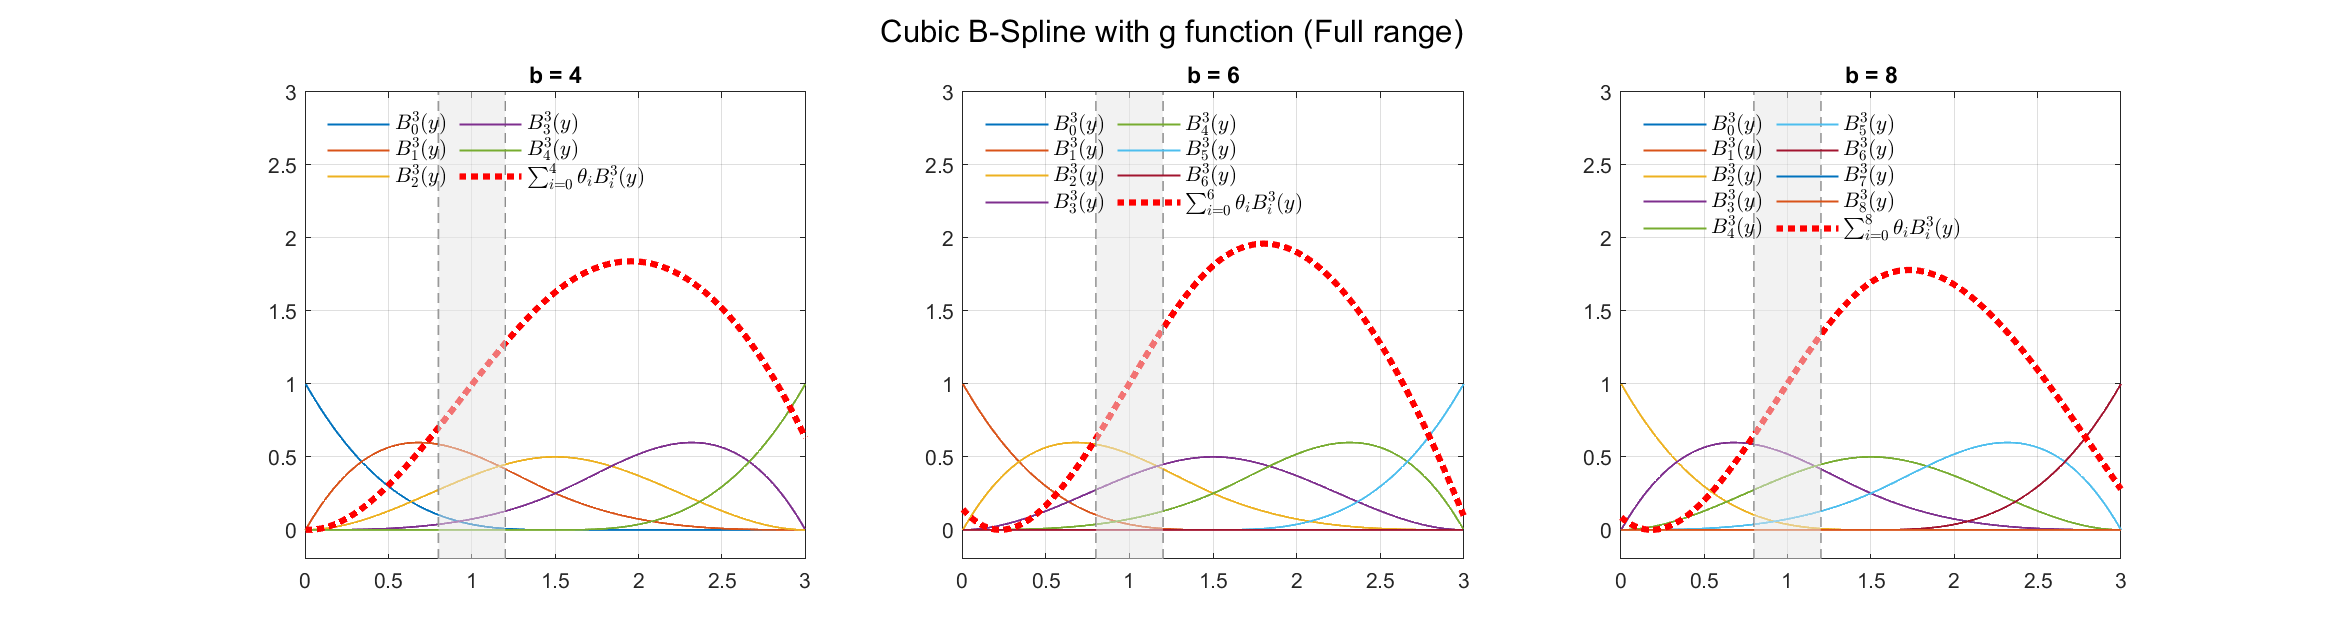 Cubic B-Spline with g function (Full range)
b = 4
3
2.5
2
1.5
1
0.5
0
0 0.5 1 1.5 2 2.5 3
B_0^3(y) B_3^3(y)
B_1^3(y) B_4^3(y)
B_2^3(y) ∑_{i=0}^4 θ_i B_i^3(y)
b = 6
3
2.5
2
1.5
1
0.5
0
0 0.5 1 1.5 2 2.5 3
B_0^3(y) B_4^3(y)
B_1^3(y) B_5^3(y)
B_2^3(y) B_6^3(y)
B_3^3(y) ∑_{i=0}^6 θ_i B_i^3(y)
b = 8
3
2.5
2
1.5
1
0.5
0
0 0.5 1 1.5 2 2.5 3
B_0^3(y) B_5^3(y)
B_1^3(y) B_6^3(y)
B_2^3(y) B_7^3(y)
B_3^3(y) B_8^3(y)
B_4^3(y) ∑_{i=0}^8 θ_i B_i^3(y)